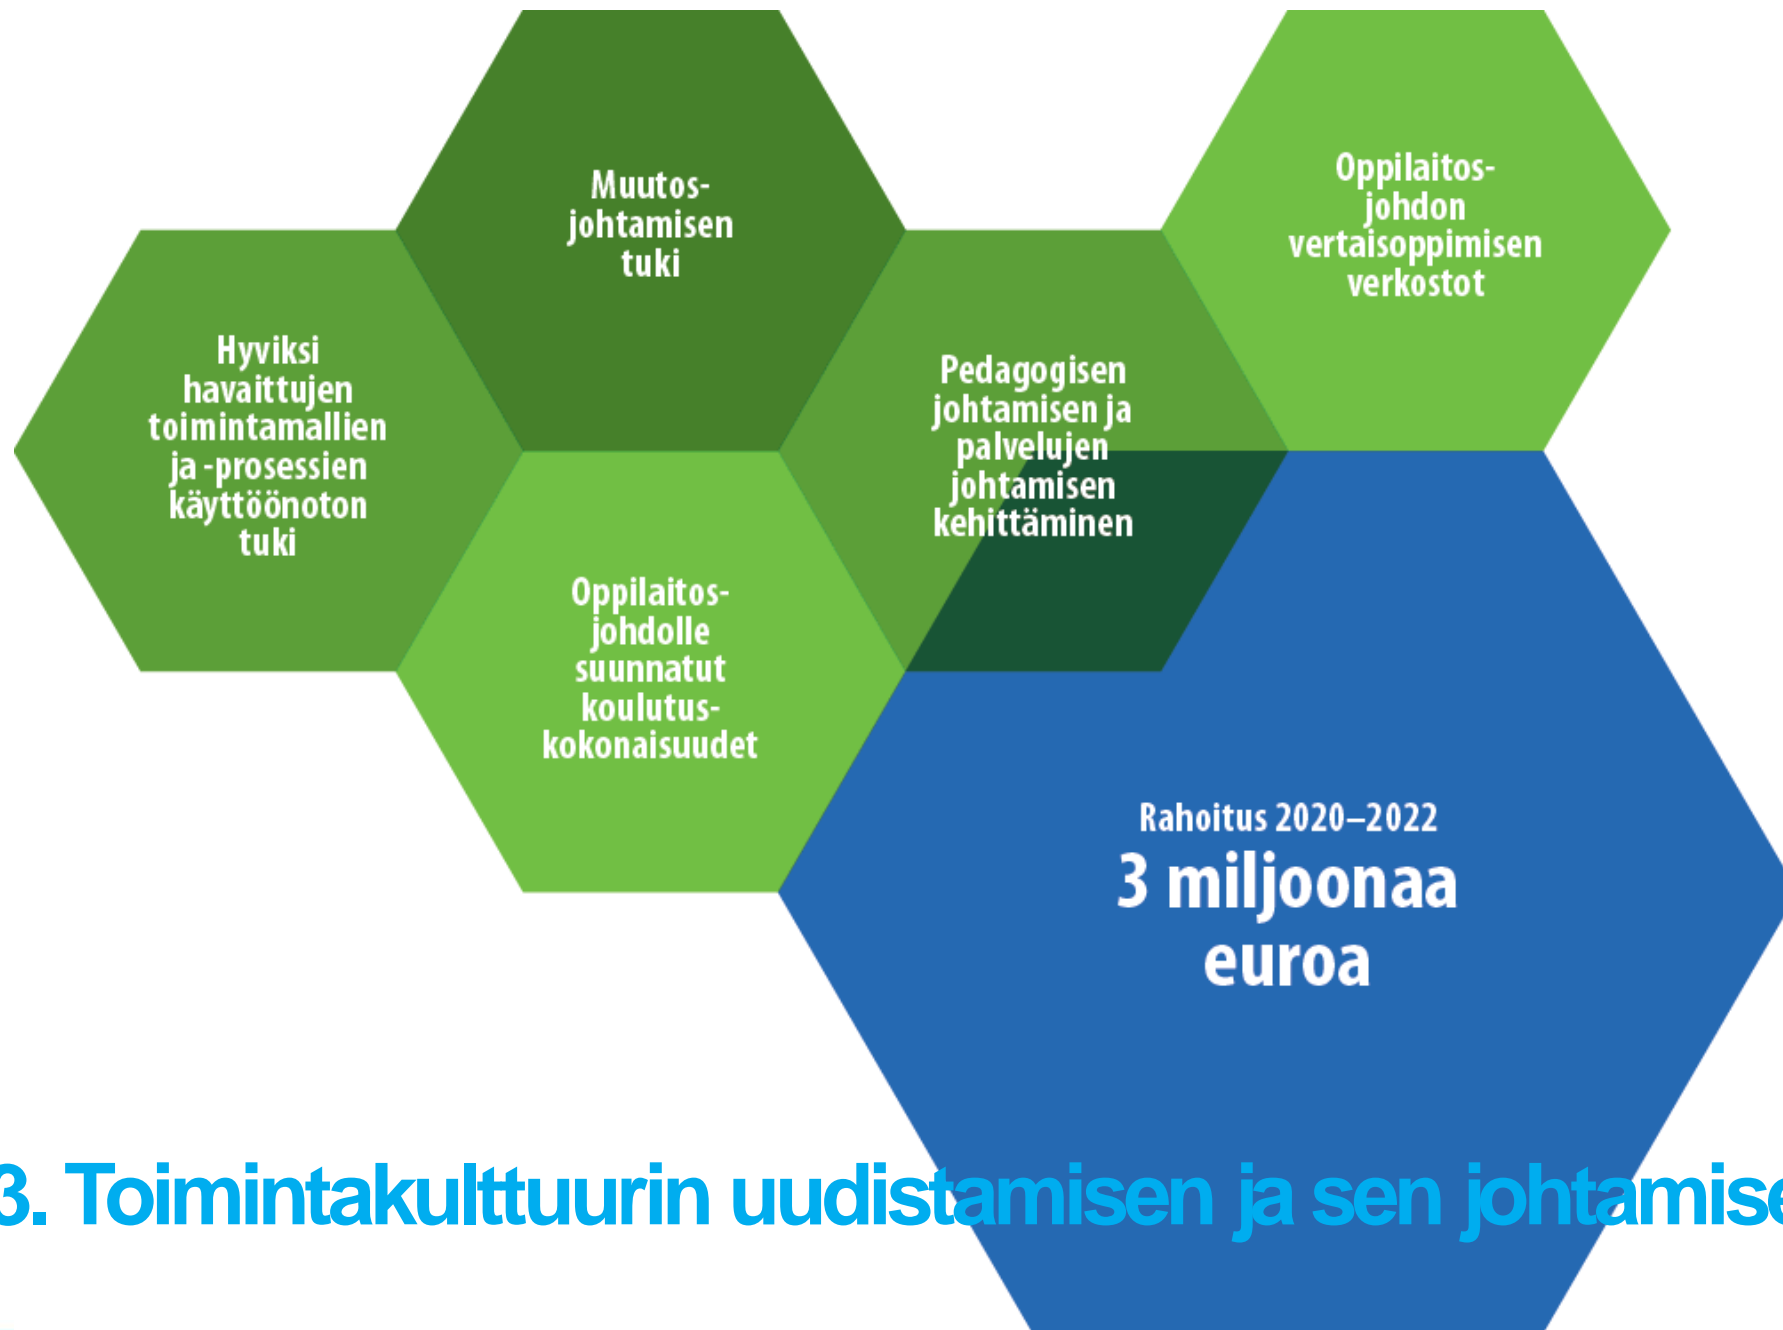 Muutos-
johtamisen
tuki
Oppilaitos-
johdon
vertaisoppimisen
verkostot
Hyviksi
havaittujen
toimintamallien
ja -prosessien
käyttöönoton
tuki
Pedagogisen
johtamisen ja
palvelujen
johtamisen
kehittäminen
Oppilaitos-
johdolle
suunnatut
koulutus-
kokonaisuudet
Rahoitus 2020–2022
3 miljoonaa
euroa
3. Toimintakulttuurin uudistamisen ja sen johtamise